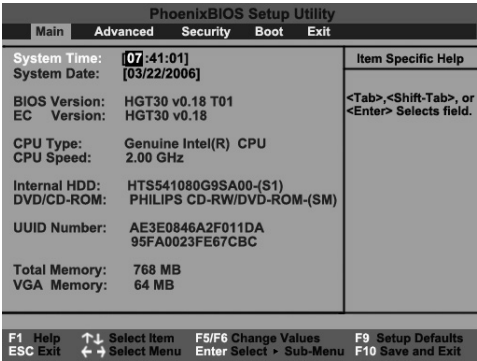 PhoenixBIOS Setup Utility
Main Advanced Security Boot Exit
System Time: [07:41:01]
System Date: [03/22/2006]
BIOS Version: HGT30 v0.18 T01
EC Version: HGT30 v0.18
CPU Type: Genuine Intel(R) CPU
CPU Speed: 2.00 GHz
Internal HDD: HTS541080G9SA00-(S1)
DVD/CD-ROM: PHILIPS CD-RW/DVD-ROM-(SM)
UUID Number: AE3E0846A2F011DA
95FA0023FE67CBC
Total Memory: 768 MB
VGA Memory: 64 MB
Item Specific Help
<Tab>,<Shift-Tab>, or
<Enter> Selects field.
F1 Help ↑↓ Select Item F5/F6 Change Values F9 Setup Defaults
ESC Exit ←→ Select Menu Enter Select ▸ Sub-Menu F10 Save and Exit